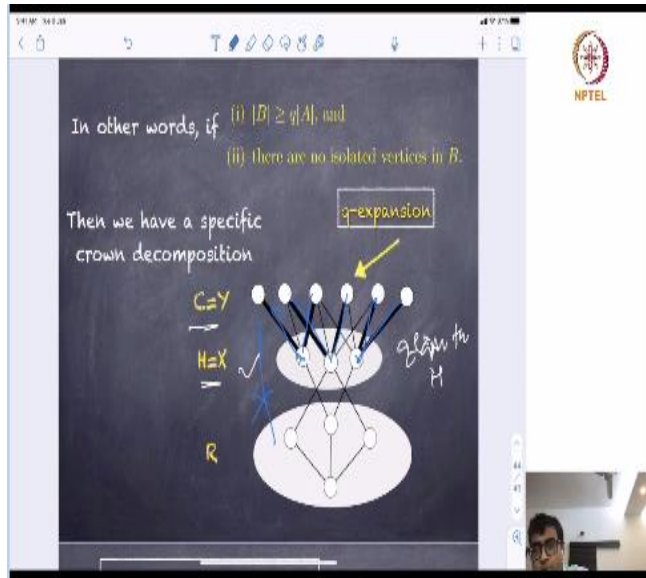 NPTEL
In other words, if (i) |B| ≥ q|A|, and
(ii) there are no isolated vertices in B.
Then we have a specific
crown decomposition
q-expansion
C=Y
H=X
H
R